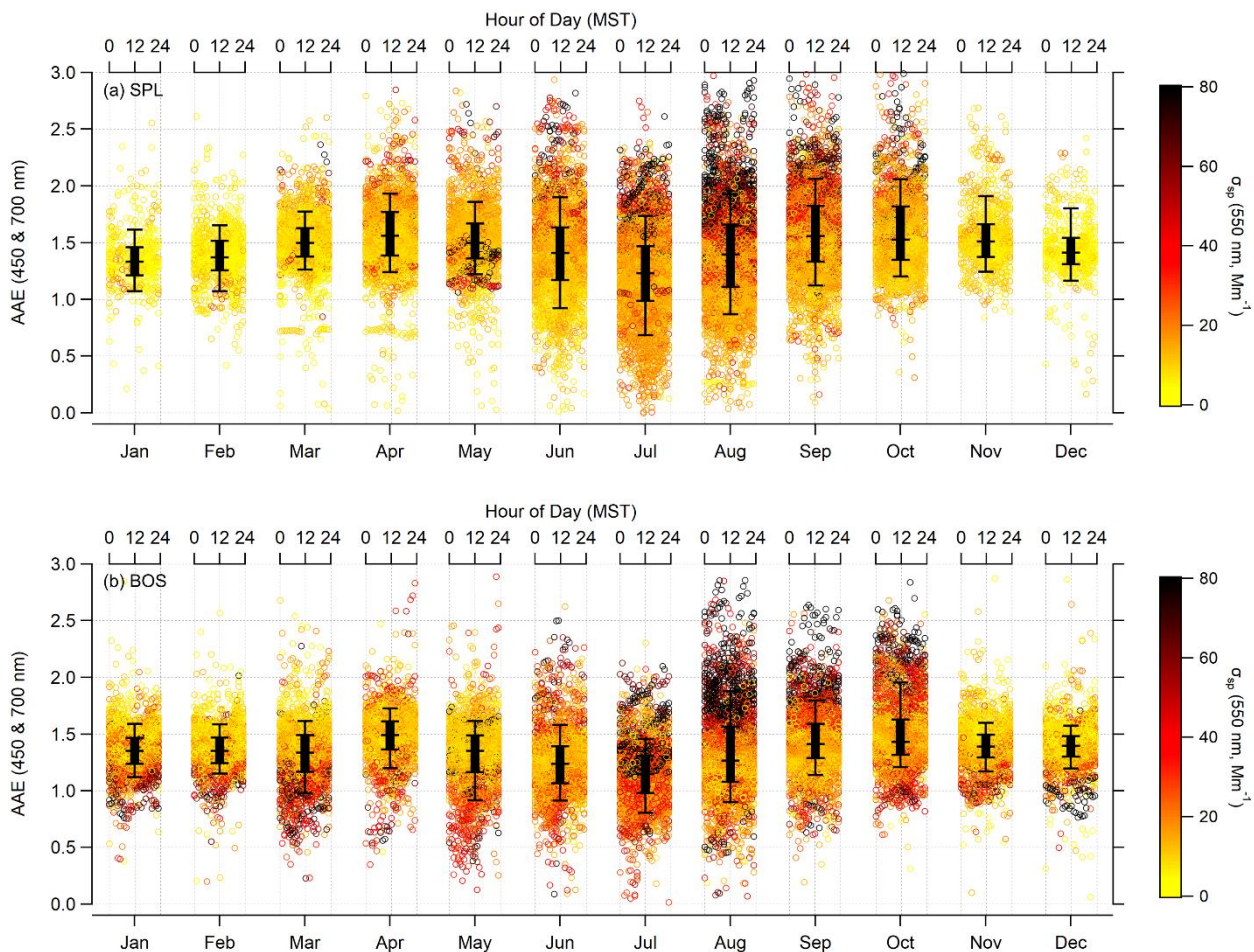 Hour of Day (MST)
0 12 24 0 12 24 0 12 24 0 12 24 0 12 24 0 12 24 0 12 24 0 12 24 0 12 24 0 12 24 0 12 24 0 12 24
(a) SPL
AAE (450 & 700 nm)
3.0
2.5
2.0
1.5
1.0
0.5
0.0
Jan Feb Mar Apr May Jun Jul Aug Sep Oct Nov Dec
80
60
40
20
0
σsp (550 nm, Mm-1)
Hour of Day (MST)
0 12 24 0 12 24 0 12 24 0 12 24 0 12 24 0 12 24 0 12 24 0 12 24 0 12 24 0 12 24 0 12 24 0 12 24
(b) BOS
AAE (450 & 700 nm)
3.0
2.5
2.0
1.5
1.0
0.5
0.0
Jan Feb Mar Apr May Jun Jul Aug Sep Oct Nov Dec
80
60
40
20
0
σsp (550 nm, Mm-1)